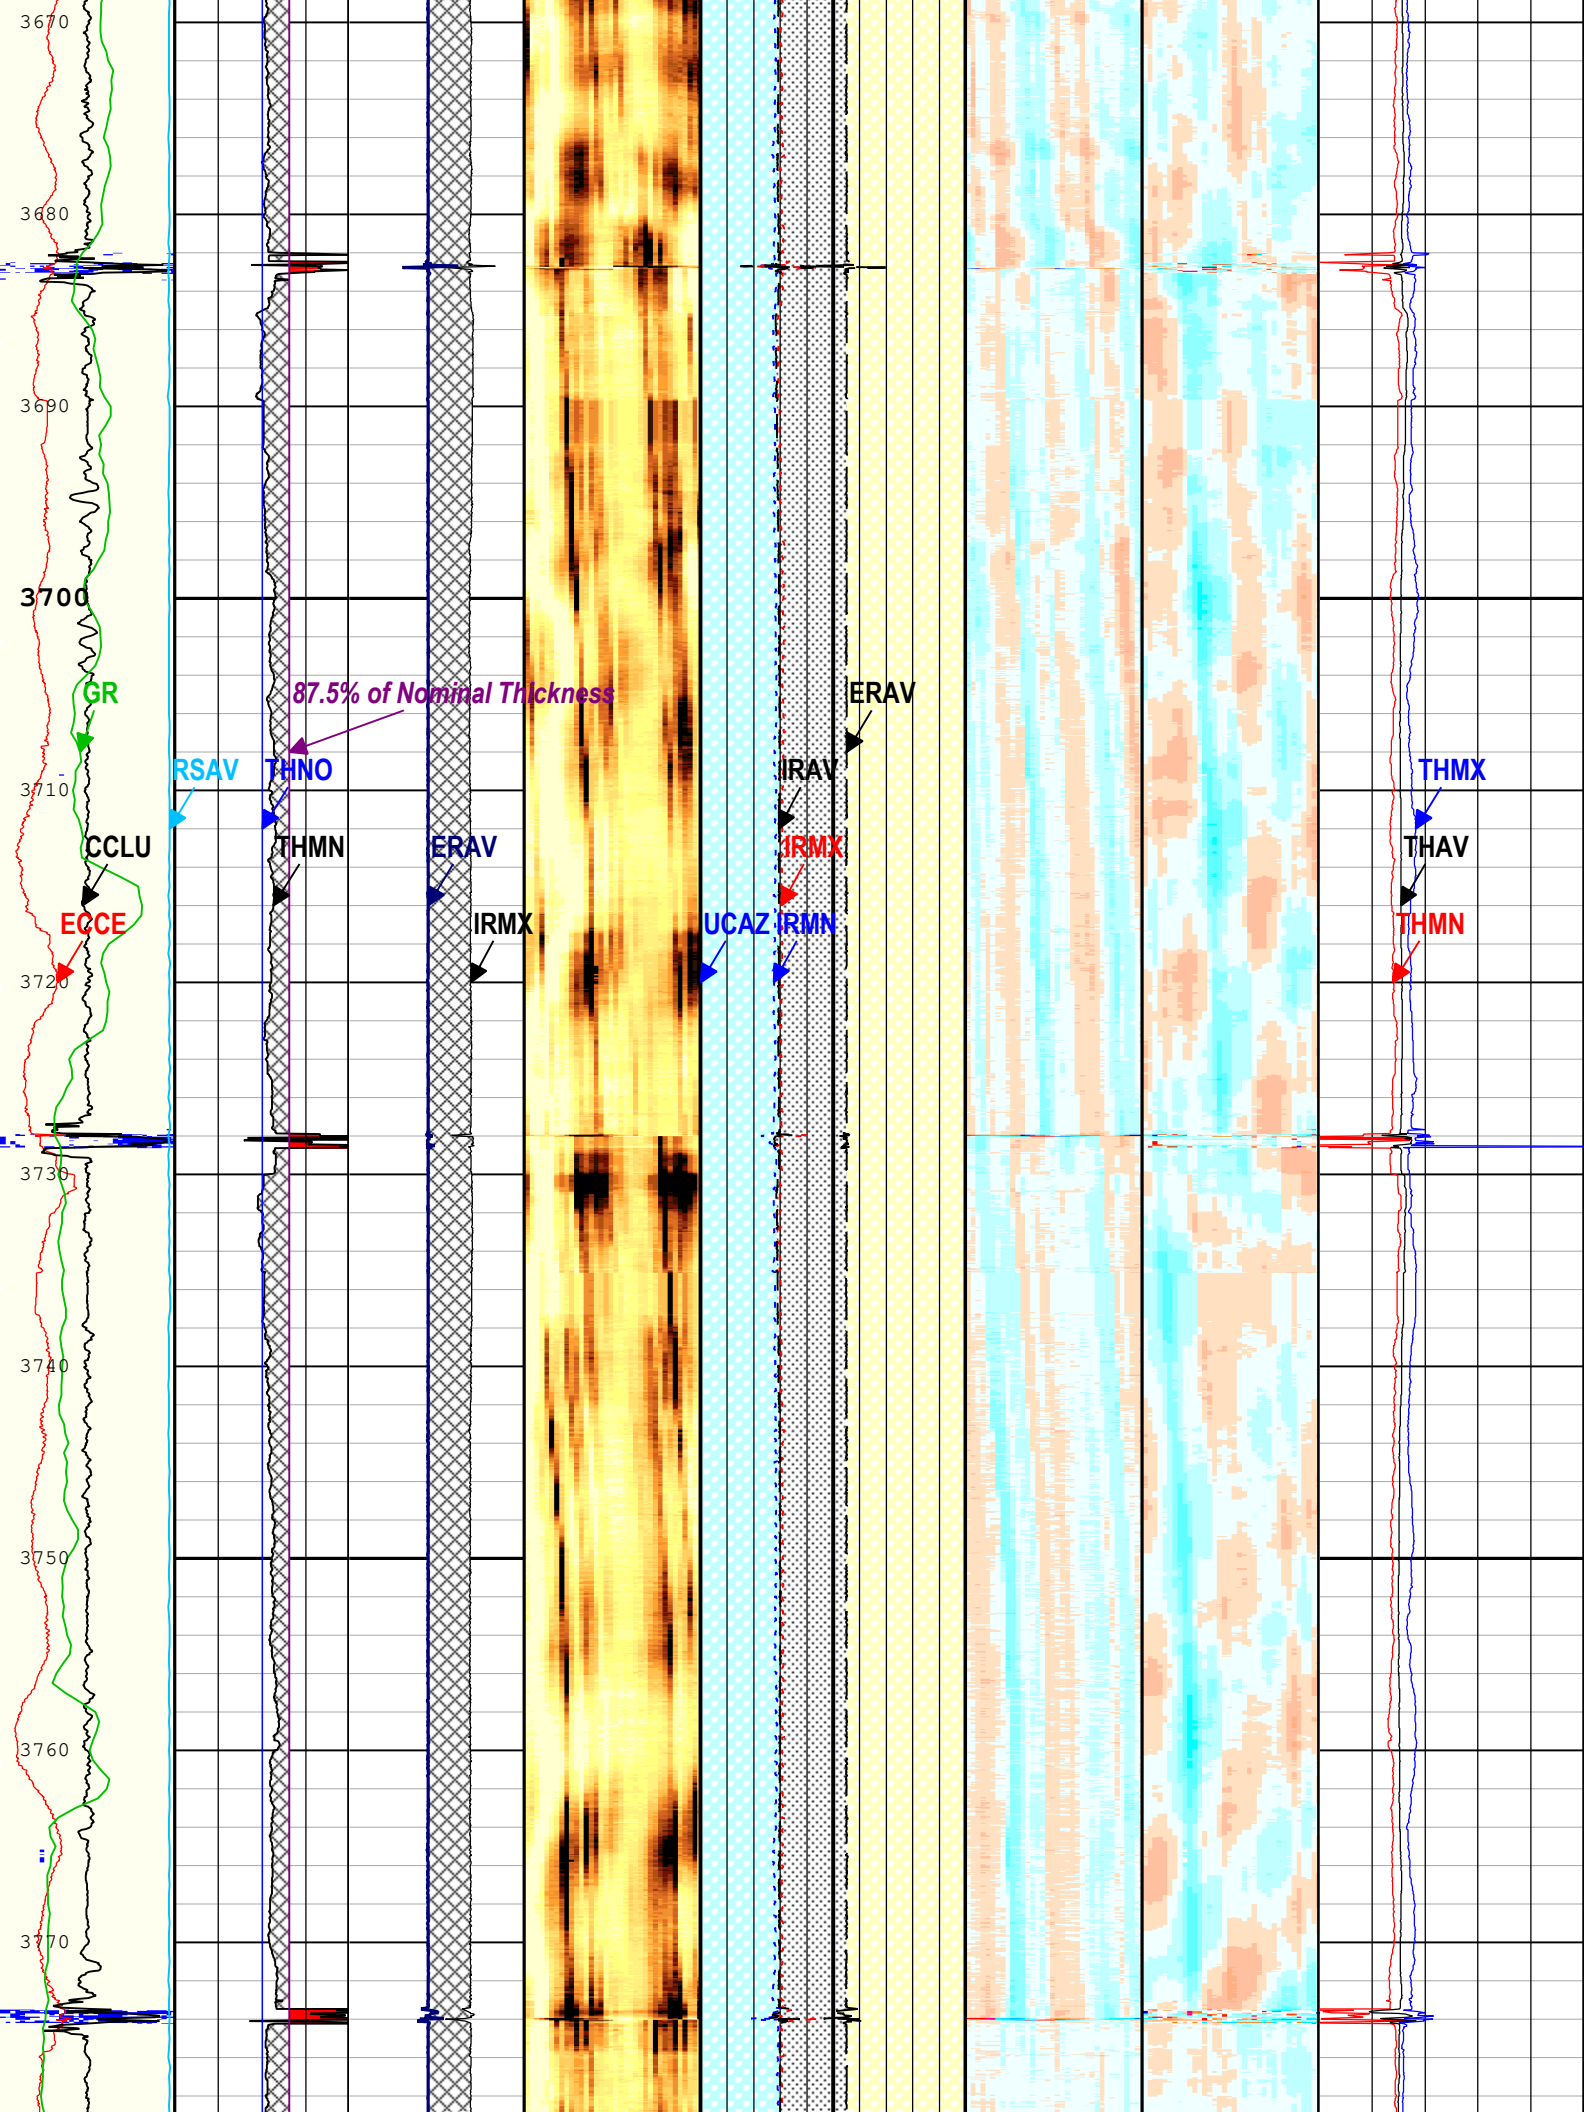 3670
3680
3690
3700
GR
87.5% of Nominal Thickness
ERAV
RSAV
THNO
IRAV
THMX
3710
CCLU
THMN
ERAV
IRMX
THAV
ECCE
IRMX
UCAZ
IRMN
THMN
3720
3730
3740
3750
3760
3770